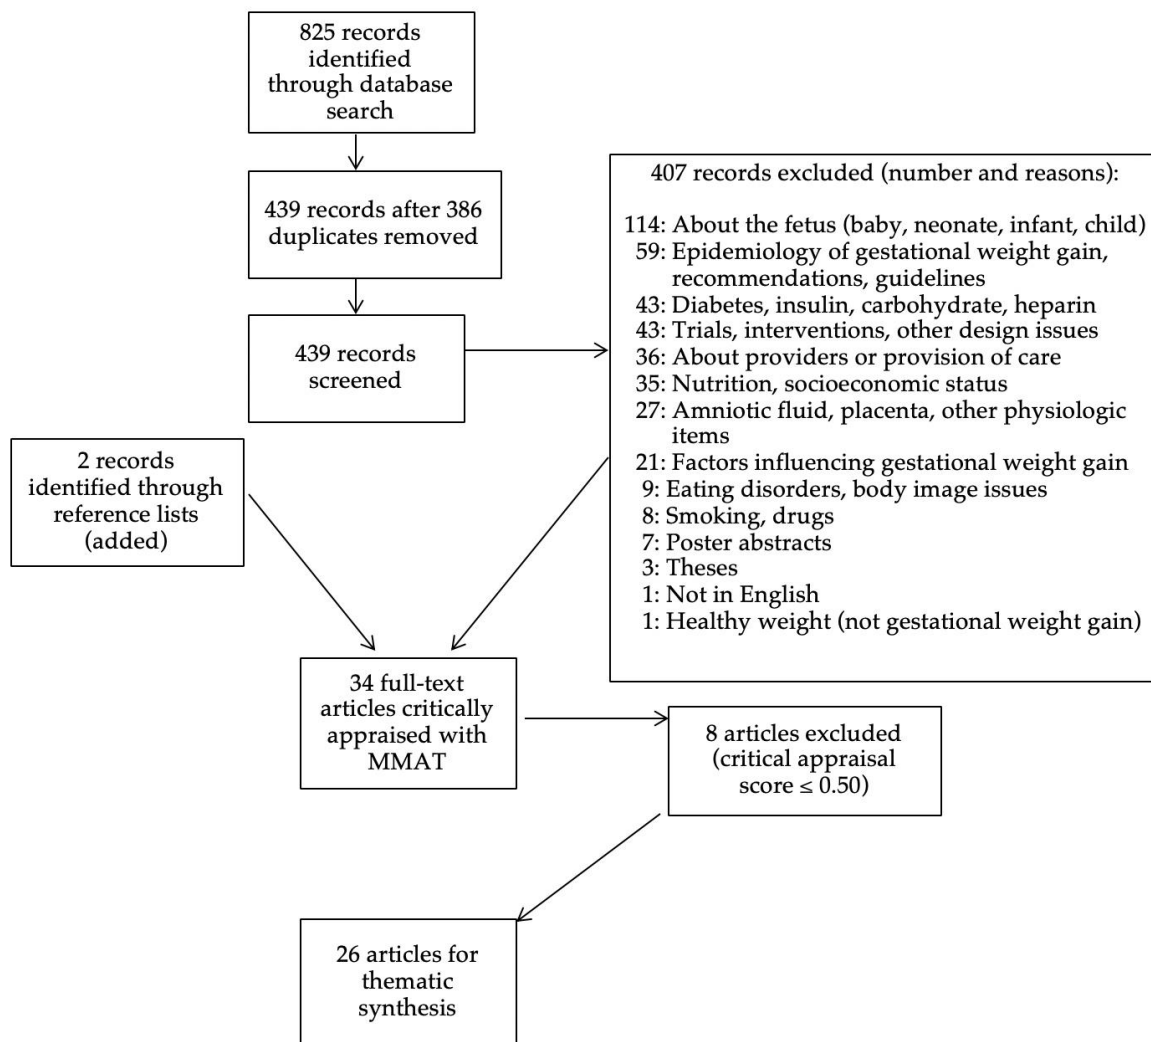 825 records
identified
through database
search
439 records after 386
duplicates removed
439 records
screened
407 records excluded (number and reasons):
114: About the fetus (baby, neonate, infant, child)
59: Epidemiology of gestational weight gain,
recommendations, guidelines
43: Diabetes, insulin, carbohydrate, heparin
43: Trials, interventions, other design issues
36: About providers or provision of care
35: Nutrition, socioeconomic status
27: Amniotic fluid, placenta, other physiologic
items
21: Factors influencing gestational weight gain
9: Eating disorders, body image issues
8: Smoking, drugs
7: Poster abstracts
3: Theses
1: Not in English
1: Healthy weight (not gestational weight gain)
2 records
identified through
reference lists
(added)
34 full-text
articles critically
appraised with
MMAT
8 articles excluded
(critical appraisal
score ≤ 0.50)
26 articles for
thematic
synthesis